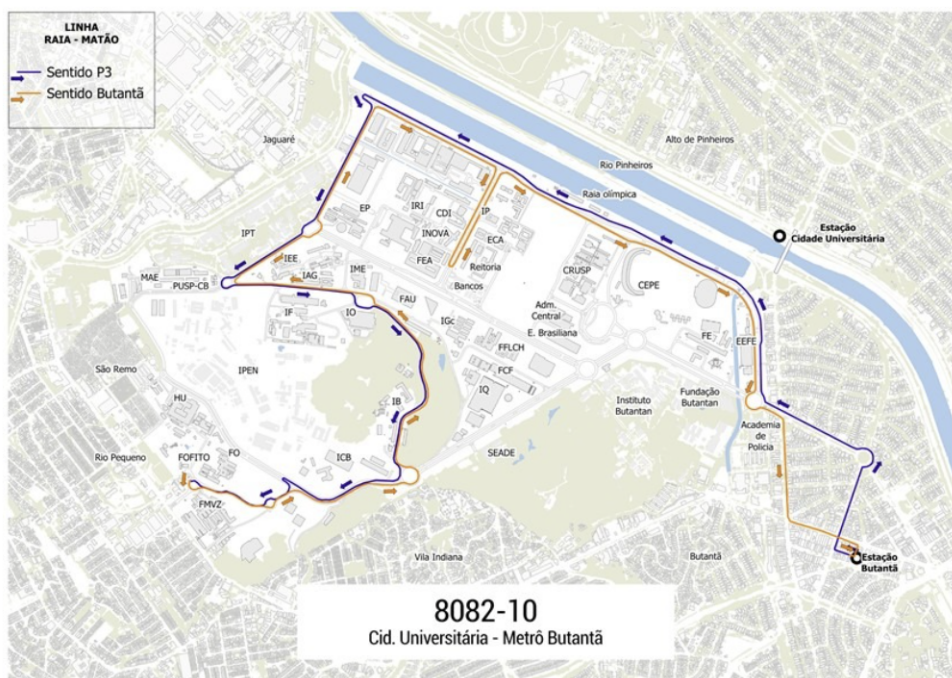 LINHA
RAIA - MATÃO
Sentido P3
Sentido Butantã
Jaguaré
Alto de Pinheiros
Rio Pinheiros
Raia olímpica
Estação
Cidade Universitária
EP
IRI
CDI
IP
IPT
INOVA
ECA
IEE
FEA
Reitoria
MAE
IAG
IME
CRUSP
PUSP-CB
Bancos
CEPE
FAU
IF
IO
IGc
Adm.
Central
E. Brasiliana
FE
EEFE
FFLCH
IPEN
FCF
São Remo
IQ
Instituto
Butantan
Fundação
Butantan
HU
IB
Academia
de
Policia
Rio Pequeno
FOFITO
FO
ICB
SEADE
FMVZ
Vila Indiana
Butantã
Estação
Butantã
8082-10
Cid. Universitária - Metrô Butantã